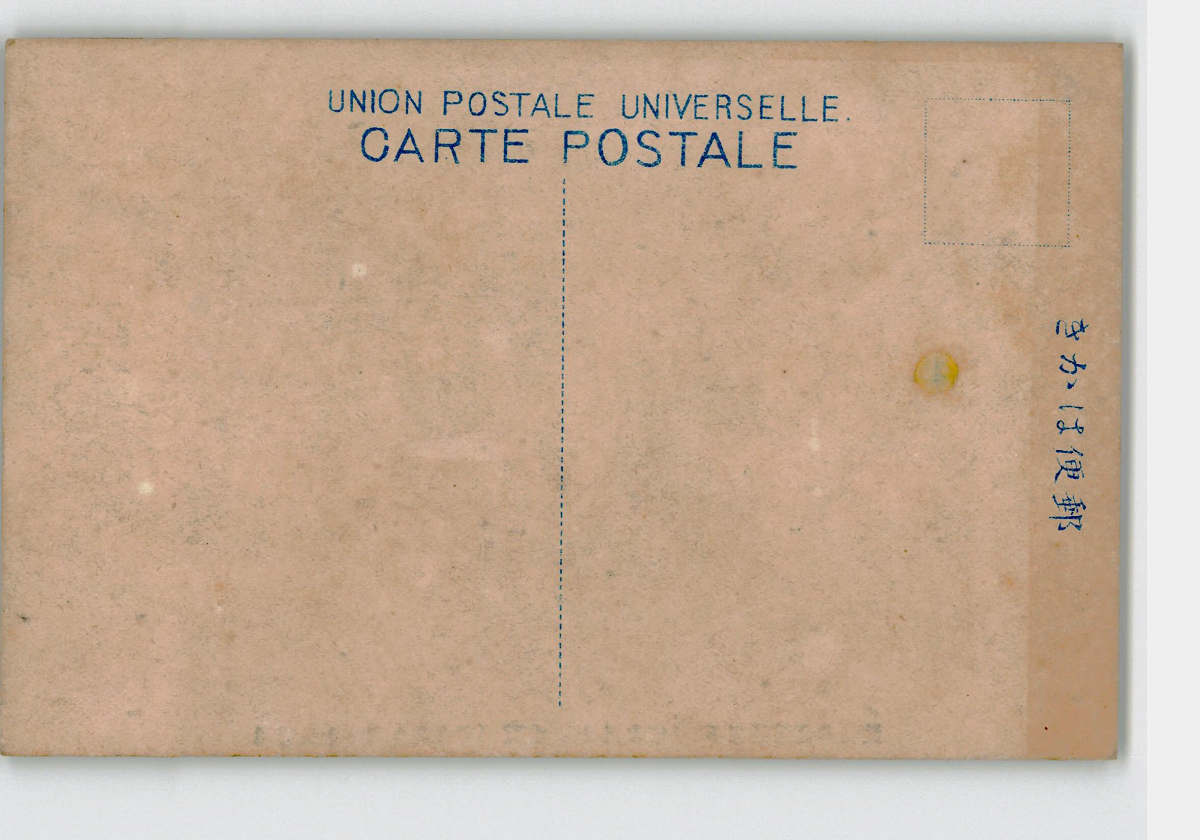 UNION POSTALE UNIVERSELLE.
CARTE POSTALE
きかは便郵